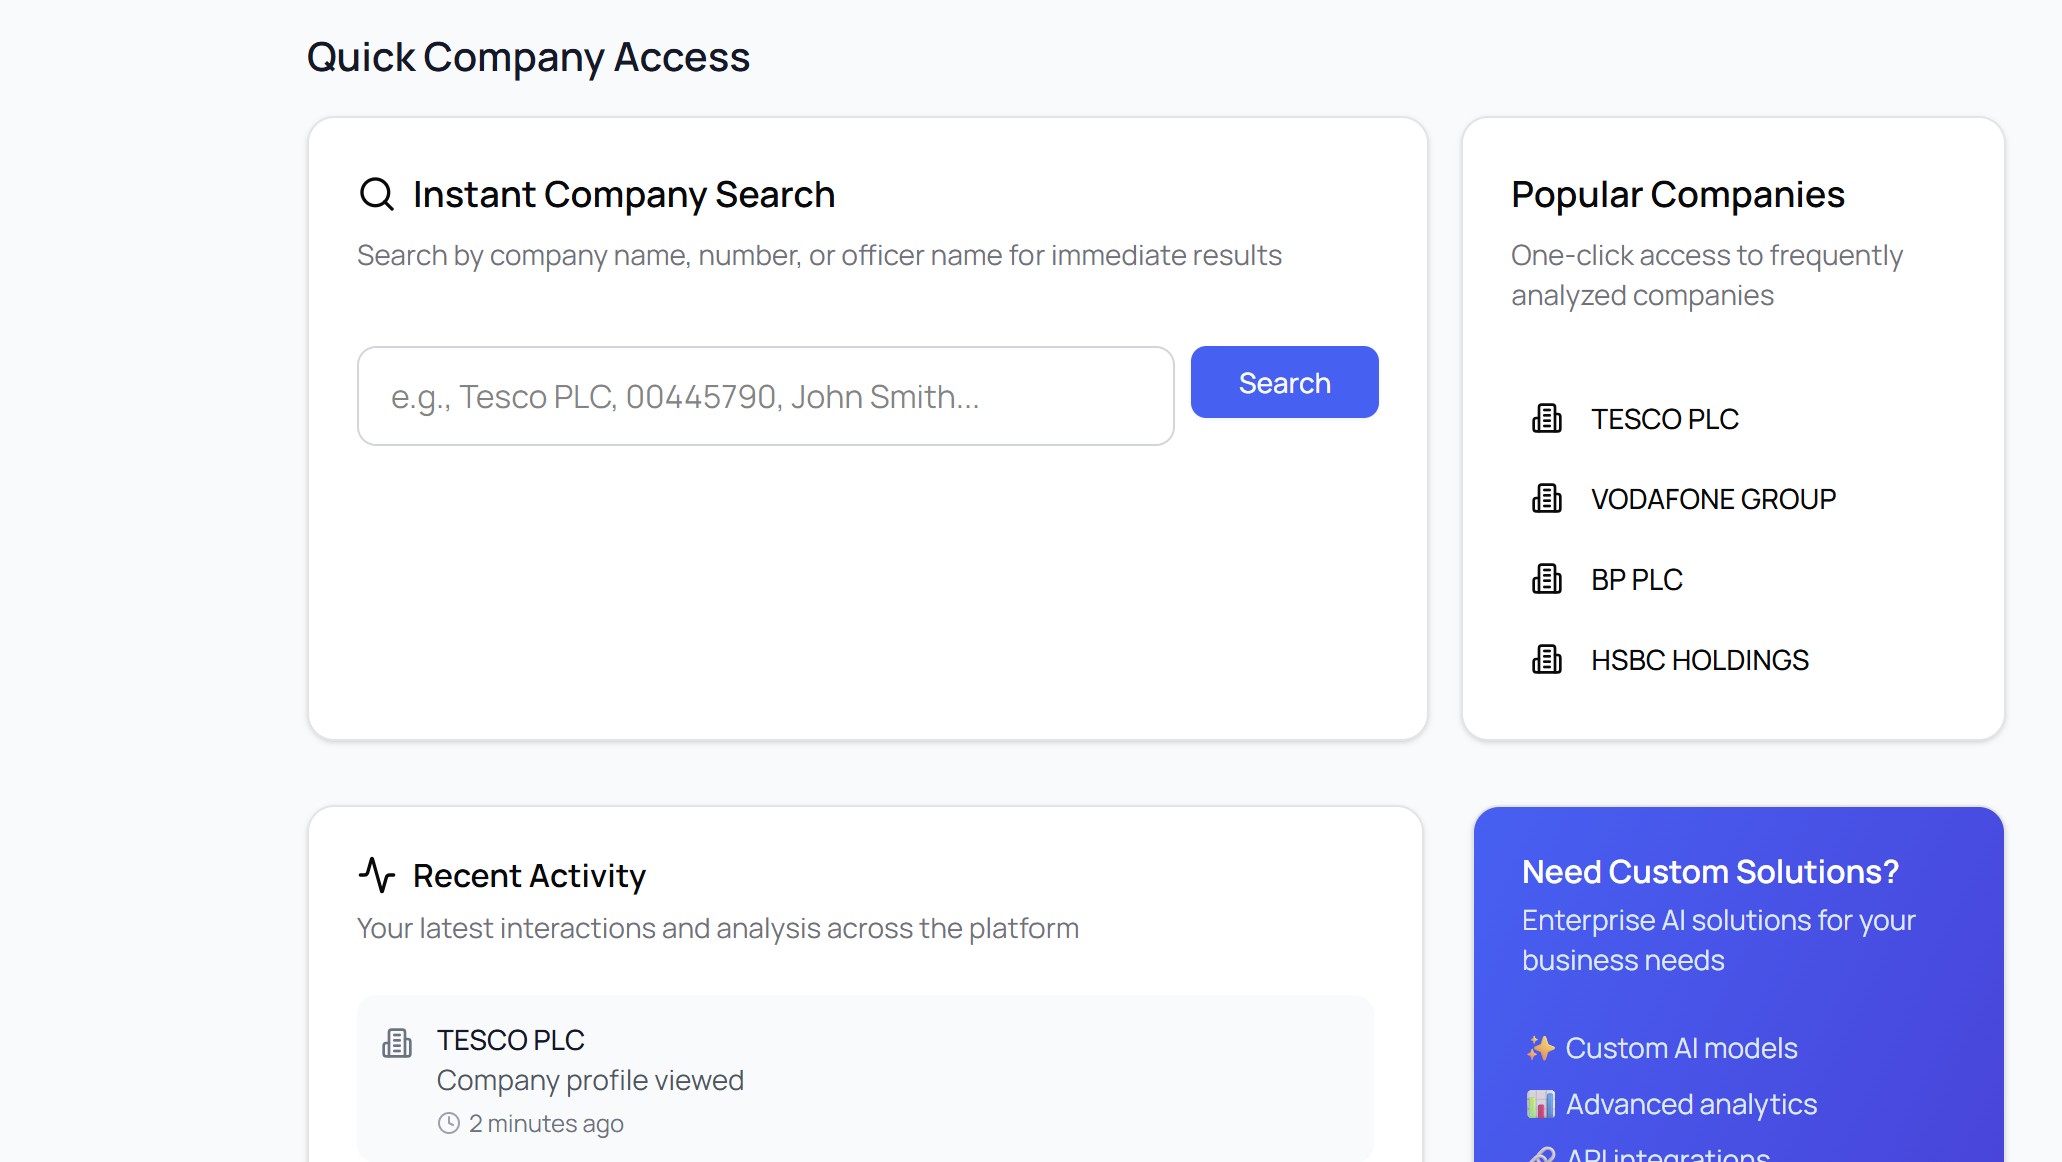 Quick Company Access
Instant Company Search
Search by company name, number, or officer name for immediate results
e.g., Tesco PLC, 00445790, John Smith...
Search
Popular Companies
One-click access to frequently
analyzed companies
TESCO PLC
VODAFONE GROUP
BP PLC
HSBC HOLDINGS
Recent Activity
Your latest interactions and analysis across the platform
TESCO PLC
Company profile viewed
2 minutes ago
Need Custom Solutions?
Enterprise AI solutions for your
business needs
Custom AI models
Advanced analytics
API integrations